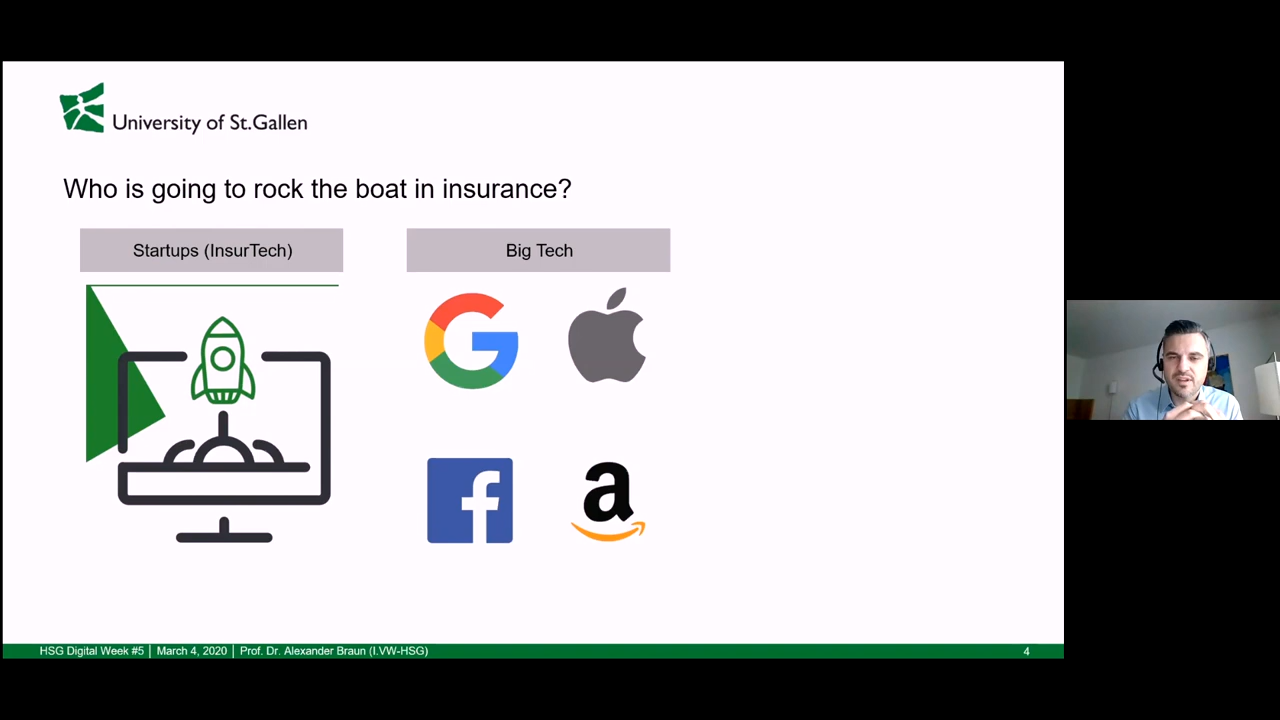 University of St.Gallen
Who is going to rock the boat in insurance?
Startups (InsurTech)
Big Tech
HSG Digital Week #5 | March 4, 2020 | Prof. Dr. Alexander Braun (I.VW-HSG)
4